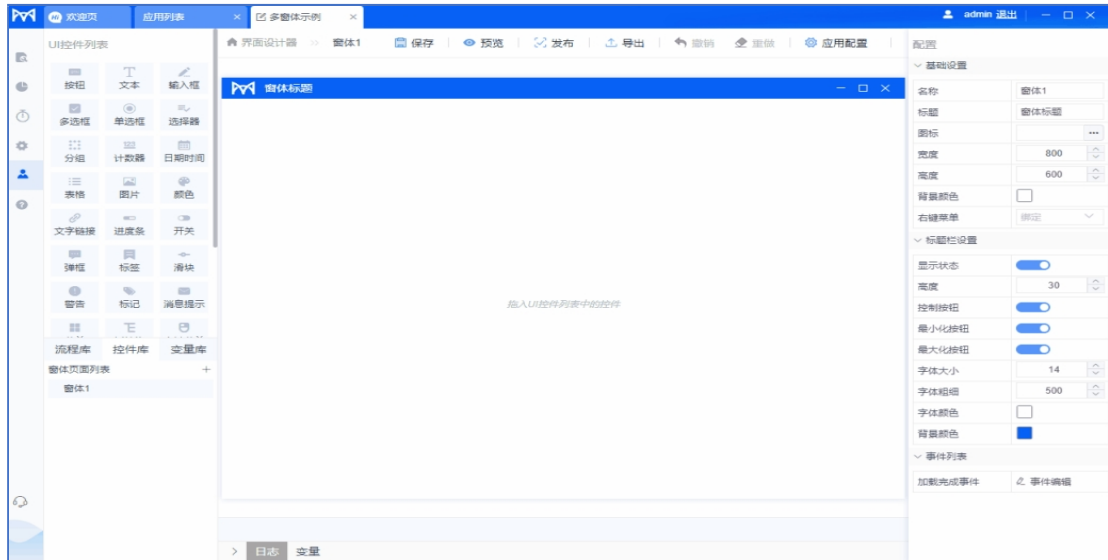 欢迎页 应用列表 × 多窗体示例 × admin 退出
UI控件列表
按钮 文本 输入框
多选框 单选框 选择器
分组 计数器 日期时间
表格 图片 颜色
文字链接 进度条 开关
弹框 标签 滑块
警告 标记 消息提示
流程库 控件库 变量库
窗体页面列表 +
窗体1
界面设计器 >> 窗体1 保存 预览 发布 导出 撤销 重做 应用配置
窗体标题
拖入UI控件列表中的控件
> 日志 变量
配置
基础设置
名称 窗体1
标题 窗体标题
图标 ...
宽度 800
高度 600
背景颜色
右键菜单 绑定
标题栏设置
显示状态
高度 30
控制按钮
最小化按钮
最大化按钮
字体大小 14
字体粗细 500
字体颜色
背景颜色
事件列表
加载完成事件 事件编辑